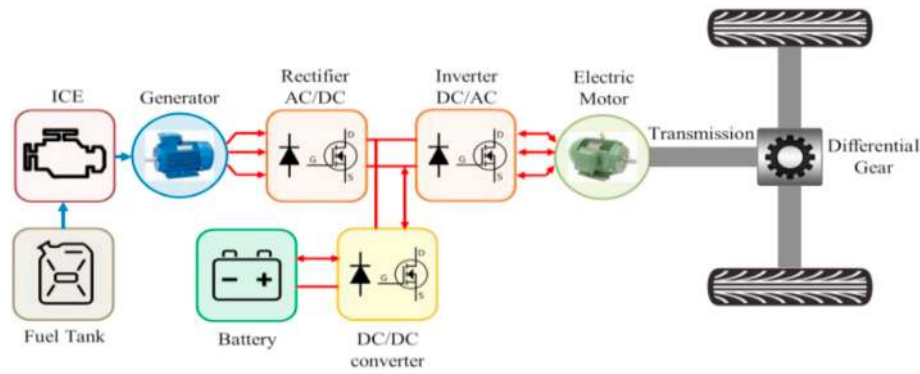 ICE
Generator
Rectifier
AC/DC
Inverter
DC/AC
Electric
Motor
Transmission
Differential
Gear
D
G
S
D
G
S
Fuel Tank
Battery
D
G
S
DC/DC
converter